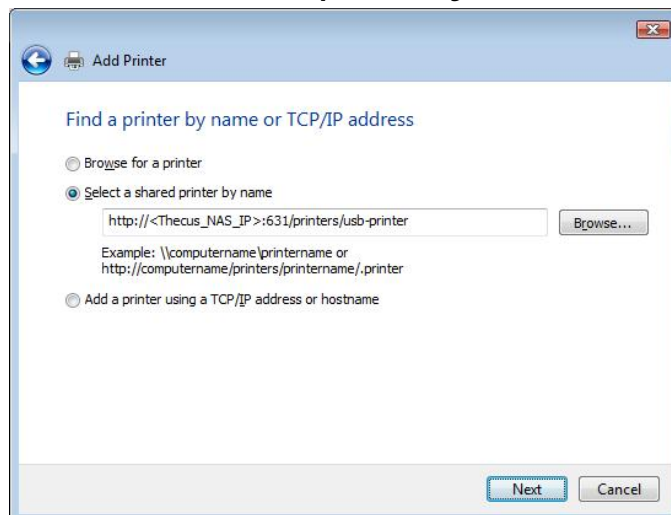 Add Printer
Find a printer by name or TCP/IP address
Browse for a printer
Select a shared printer by name
http://<Thecus_NAS_IP>:631/printers/usb-printer
Browse...
Example: \\computername\printername or
http://computername/printers/printername/.printer
Add a printer using a TCP/IP address or hostname
Next
Cancel